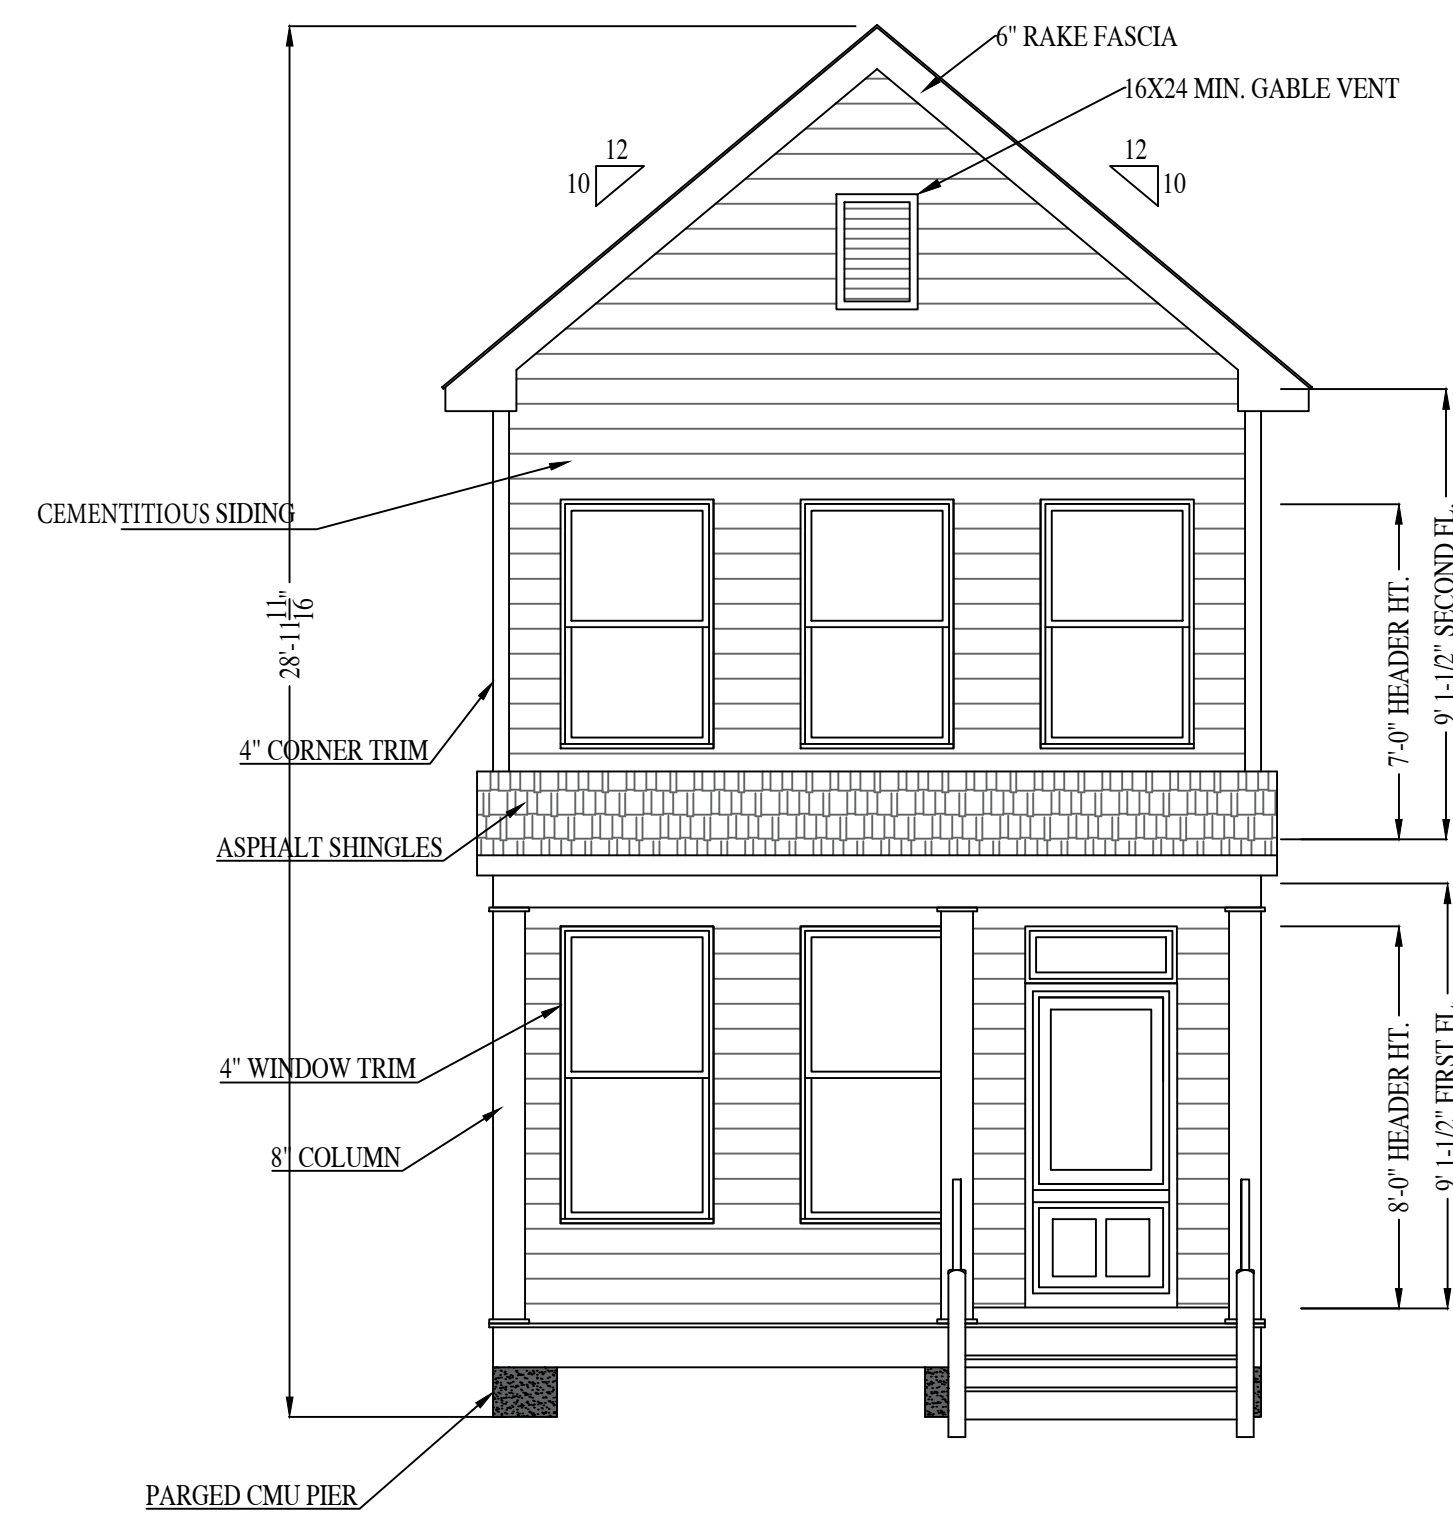 6" RAKE FASCIA
16X24 MIN. GABLE VENT
12
10
12
10
CEMENTITIOUS SIDING
28'-11 11/16"
4" CORNER TRIM
ASPHALT SHINGLES
7'-0" HEADER HT.
9' 1-1/2" SECOND FL.
4" WINDOW TRIM
8" COLUMN
8'-0" HEADER HT.
9' 1-1/2" FIRST FL.
PARGED CMU PIER